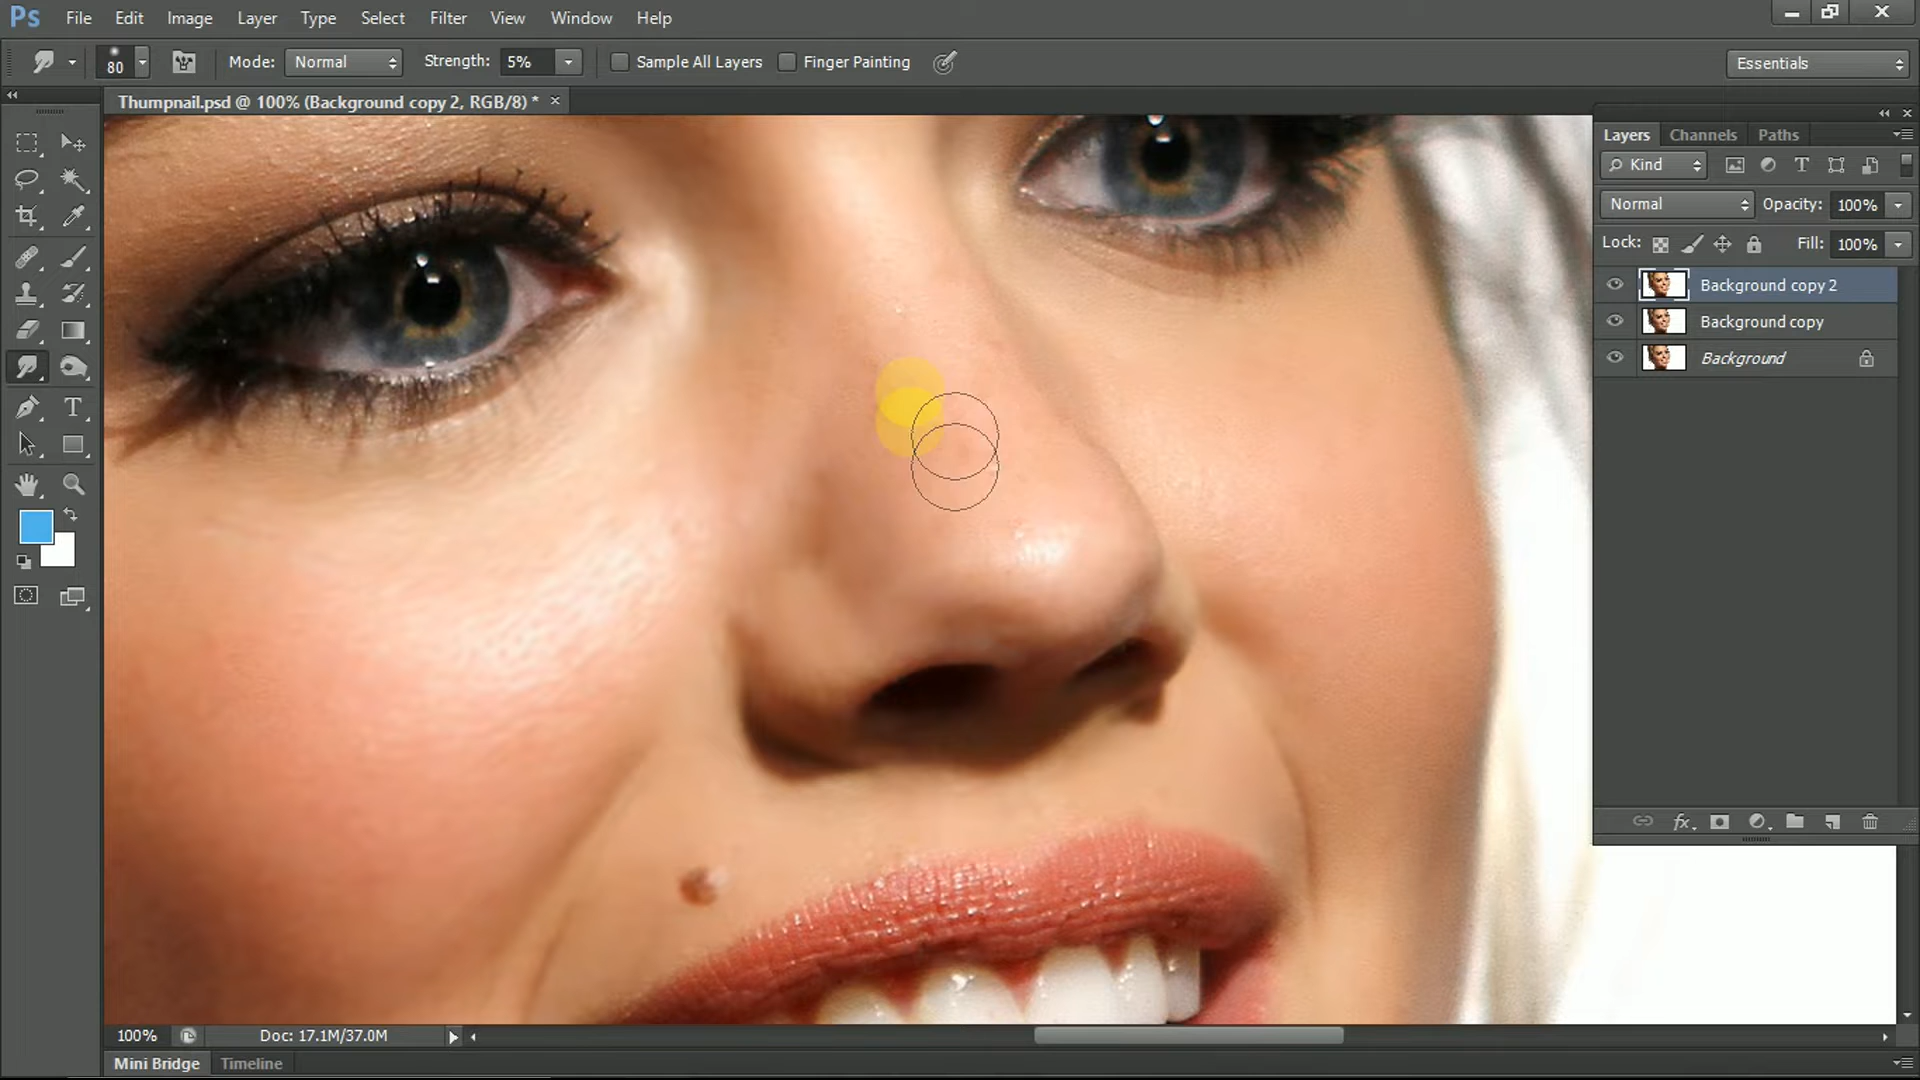 Ps File Edit Image Layer Type Select Filter View Window Help
80 Mode: Normal Strength: 5% Sample All Layers Finger Painting Essentials
Thumpnail.psd @ 100% (Background copy 2, RGB/8) *
Layers Channels Paths
Kind
Normal Opacity: 100%
Lock: Fill: 100%
Background copy 2
Background copy
Background
100% Doc: 17.1M/37.0M
Mini Bridge Timeline